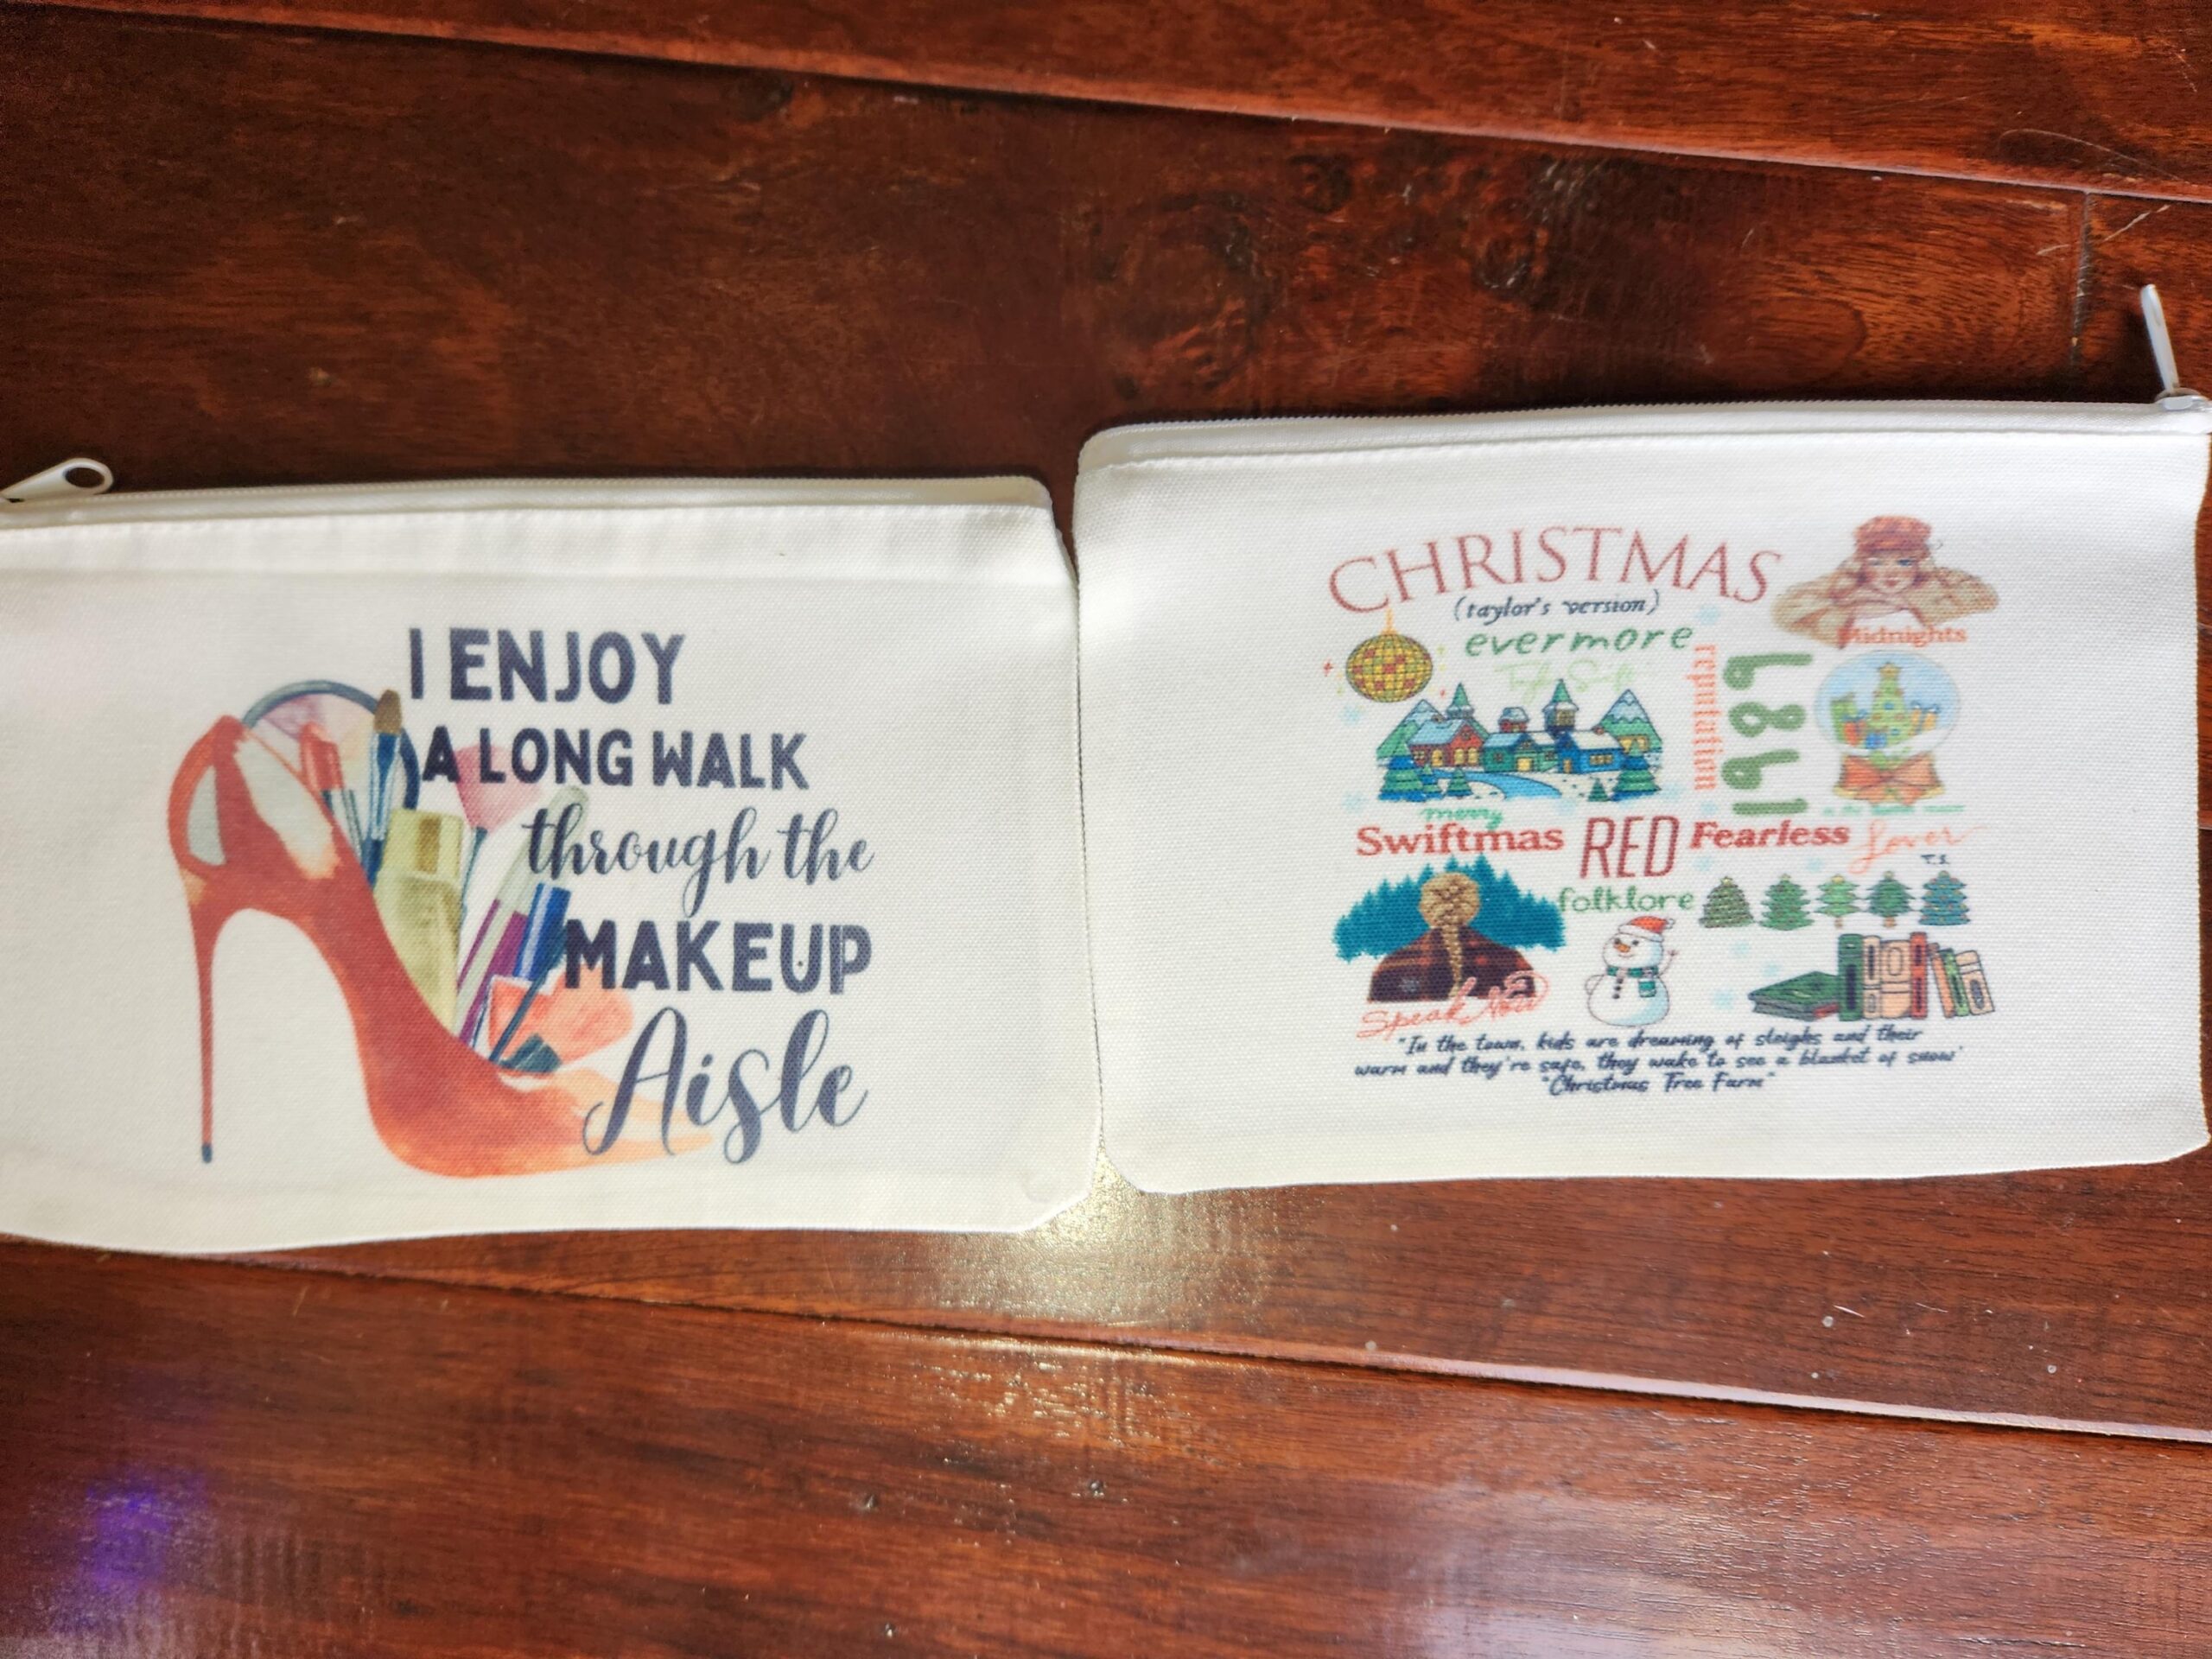 I ENJOY
A LONG WALK
through the
MAKEUP
Aisle
CHRISTMAS
(taylor's version)
evermore
Midnights
reputation
1989
merry
Swiftmas
RED
Fearless
Lover
T.S.
folklore
Speak Now
"In the town, kids are dreaming of sleighs and their
warm and they're safe, they wake to see a blanket of snow"
"Christmas Tree Farm"